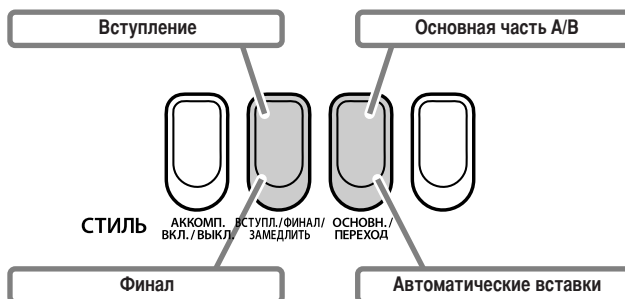 Вступление
Основная часть A/B
СТИЛЬ
АККОМП.
ВКЛ./ВЫКЛ.
ВСТУПЛ./ФИНАЛ/
ЗАМЕДЛИТЬ
ОСНОВН./
ПЕРЕХОД
Финал
Автоматические вставки